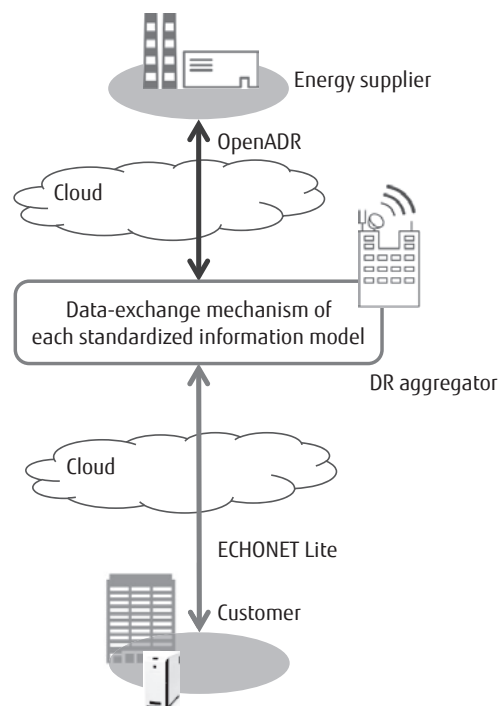 Energy supplier
OpenADR
Cloud
Data-exchange mechanism of
each standardized information model
DR aggregator
Cloud
ECHONET Lite
Customer